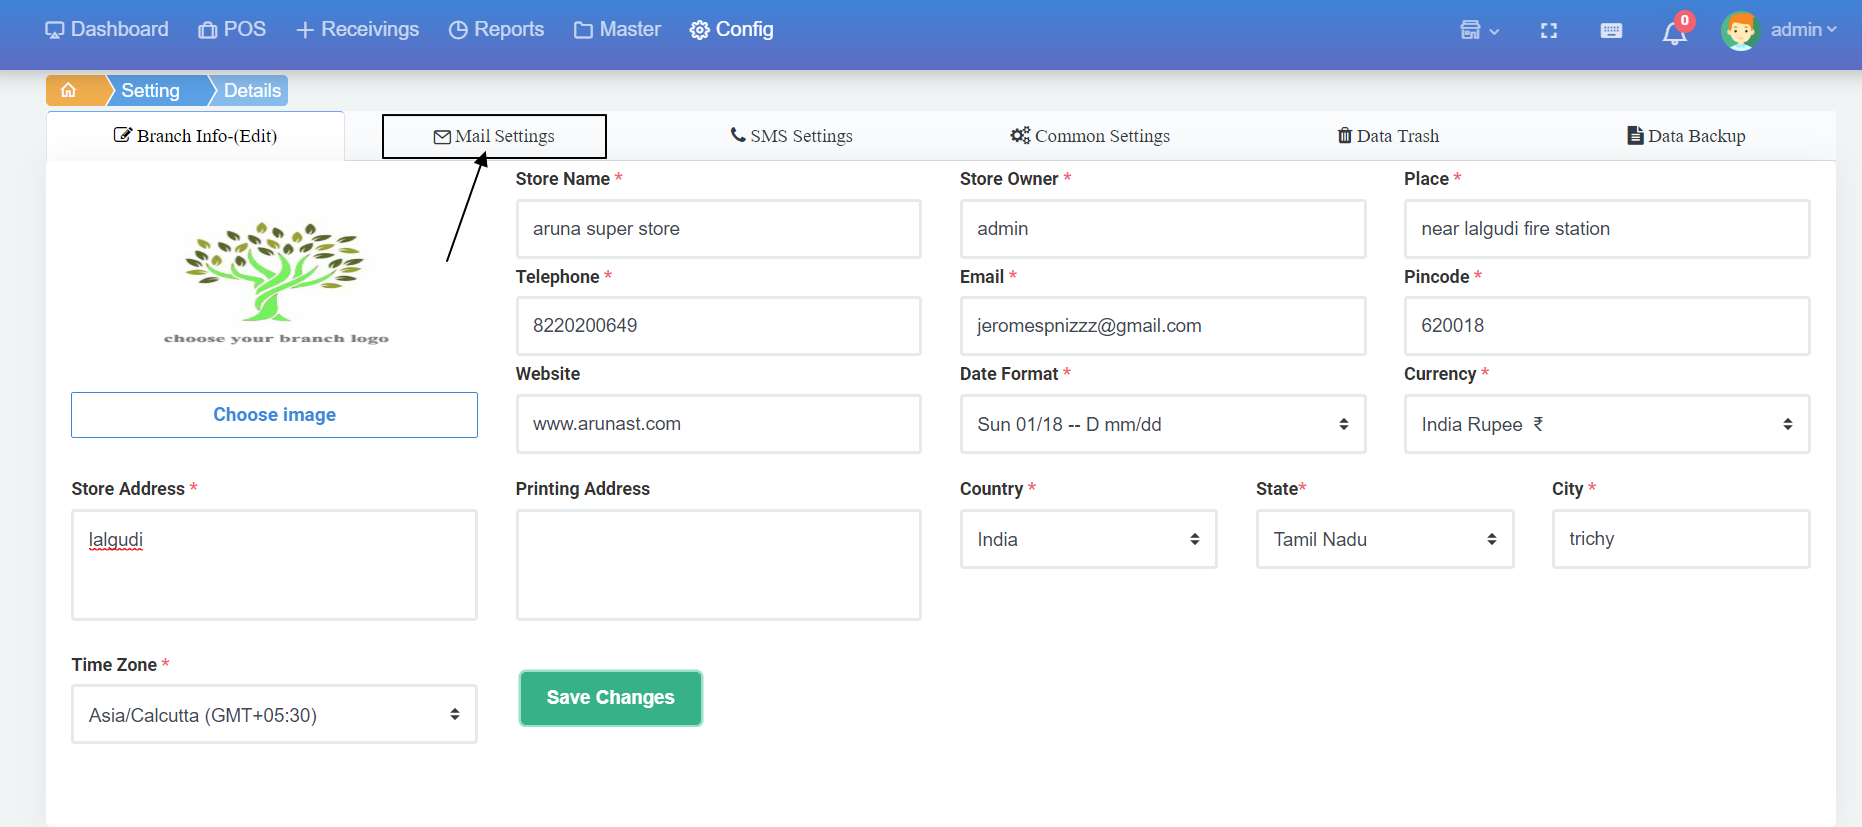 Dashboard POS Receivings Reports Master Config 0 admin
Setting Details
Branch Info-(Edit) Mail Settings SMS Settings Common Settings Data Trash Data Backup
Store Name * Store Owner * Place *
aruna super store admin near lalgudi fire station
Telephone * Email * Pincode *
8220200649 jeromespnizzz@gmail.com 620018
choose your branch logo
Website Date Format * Currency *
Choose image www.arunast.com Sun 01/18 -- D mm/dd India Rupee ₹
Store Address * Printing Address Country * State* City *
lalgudi India Tamil Nadu trichy
Time Zone *
Asia/Calcutta (GMT+05:30) Save Changes